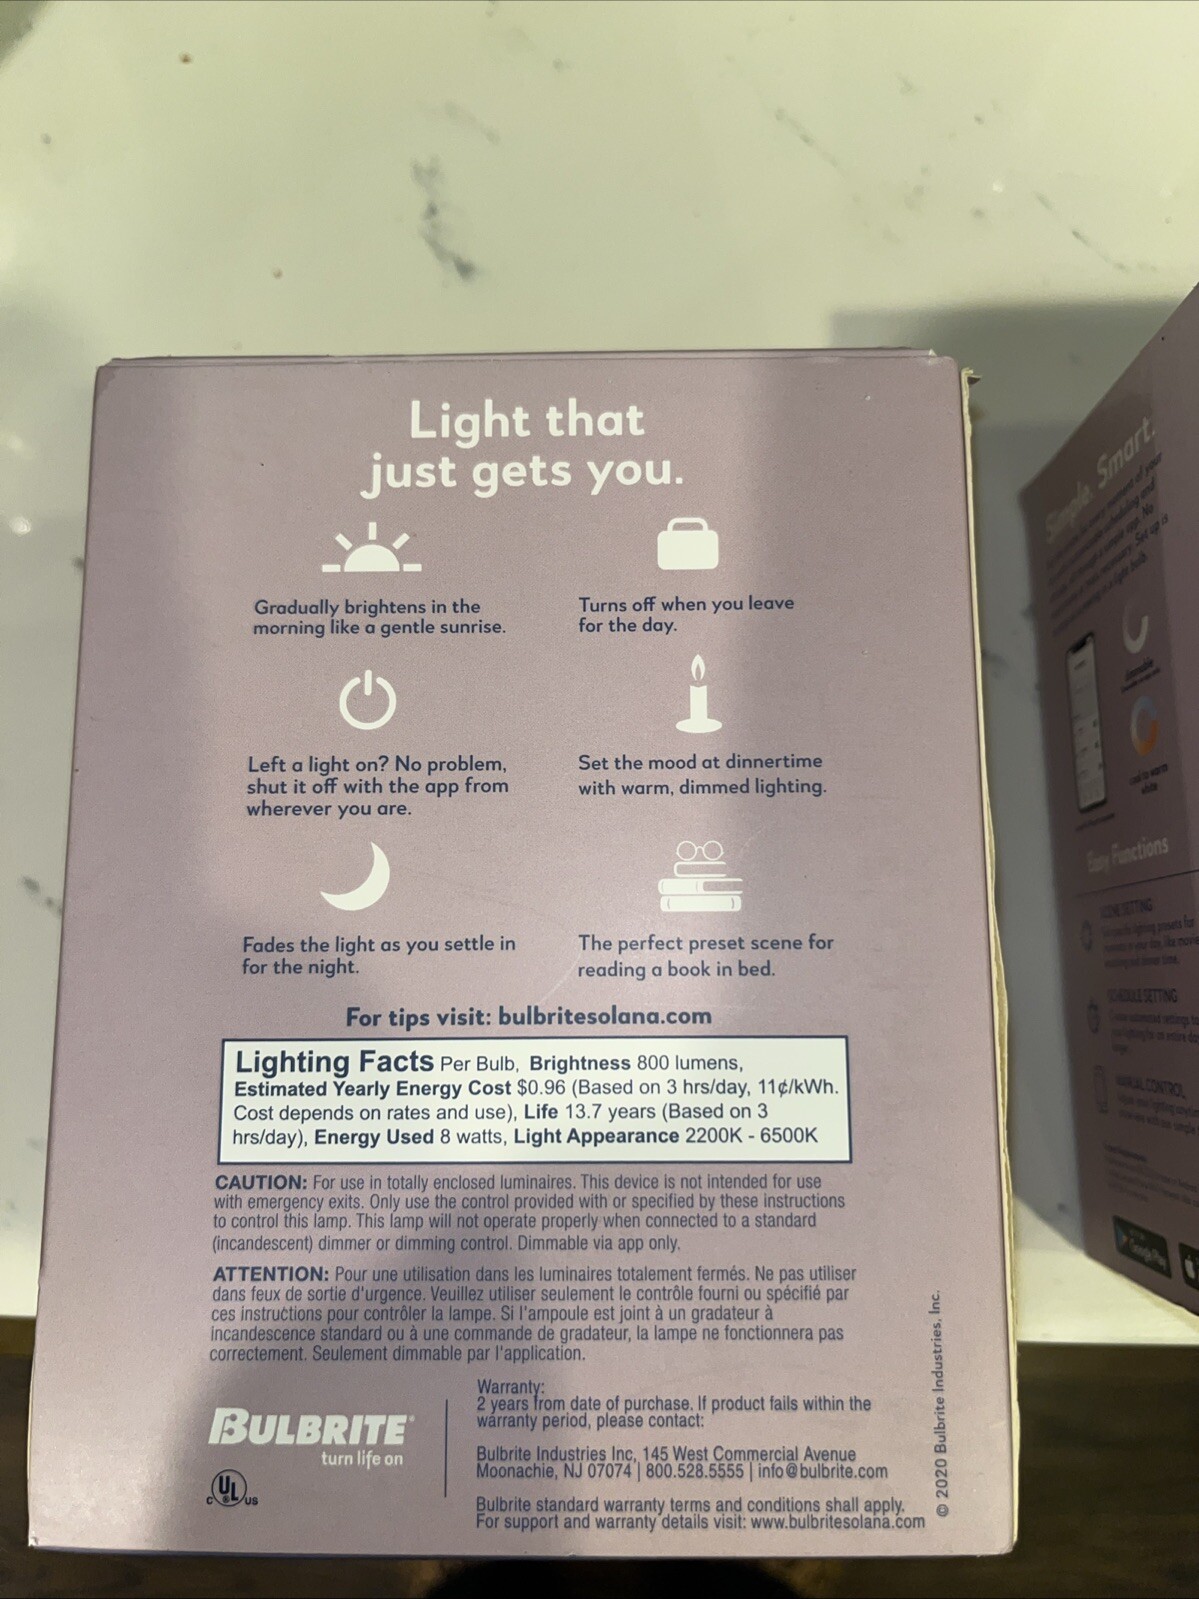 Light that
just gets you.
Gradually brightens in the
morning like a gentle sunrise.
Turns off when you leave
for the day.
Left a light on? No problem,
shut it off with the app from
wherever you are.
Set the mood at dinnertime
with warm, dimmed lighting.
Fades the light as you settle in
for the night.
The perfect preset scene for
reading a book in bed.
For tips visit: bulbritesolana.com
Lighting Facts Per Bulb, Brightness 800 lumens,
Estimated Yearly Energy Cost $0.96 (Based on 3 hrs/day, 11¢/kWh.
Cost depends on rates and use), Life 13.7 years (Based on 3
hrs/day), Energy Used 8 watts, Light Appearance 2200K - 6500K
CAUTION: For use in totally enclosed luminaires. This device is not intended for use
with emergency exits. Only use the control provided with or specified by these instructions
to control this lamp. This lamp will not operate properly when connected to a standard
(incandescent) dimmer or dimming control. Dimmable via app only.
ATTENTION: Pour une utilisation dans les luminaires totalement fermés. Ne pas utiliser
dans feux de sortie d'urgence. Veuillez utiliser seulement le contrôle fourni ou spécifié par
ces instructions pour contrôler la lampe. Si l'ampoule est joint à un gradateur à
incandescence standard ou à une commande de gradateur, la lampe ne fonctionnera pas
correctement. Seulement dimmable par l'application.
BULBRITE®
turn life on
C UL ® US
Warranty:
2 years from date of purchase. If product fails within the
warranty period, please contact:
Bulbrite Industries Inc, 145 West Commercial Avenue
Moonachie, NJ 07074 | 800.528.5555 | info@bulbrite.com
Bulbrite standard warranty terms and conditions shall apply.
For support and warranty details visit: www.bulbritesolana.com
© 2020 Bulbrite Industries, Inc.
Simple. Smart.
cool to warm
white
Easy Functions
SCENE SETTING
SCHEDULE SETTING
MANUAL CONTROL
Google Play